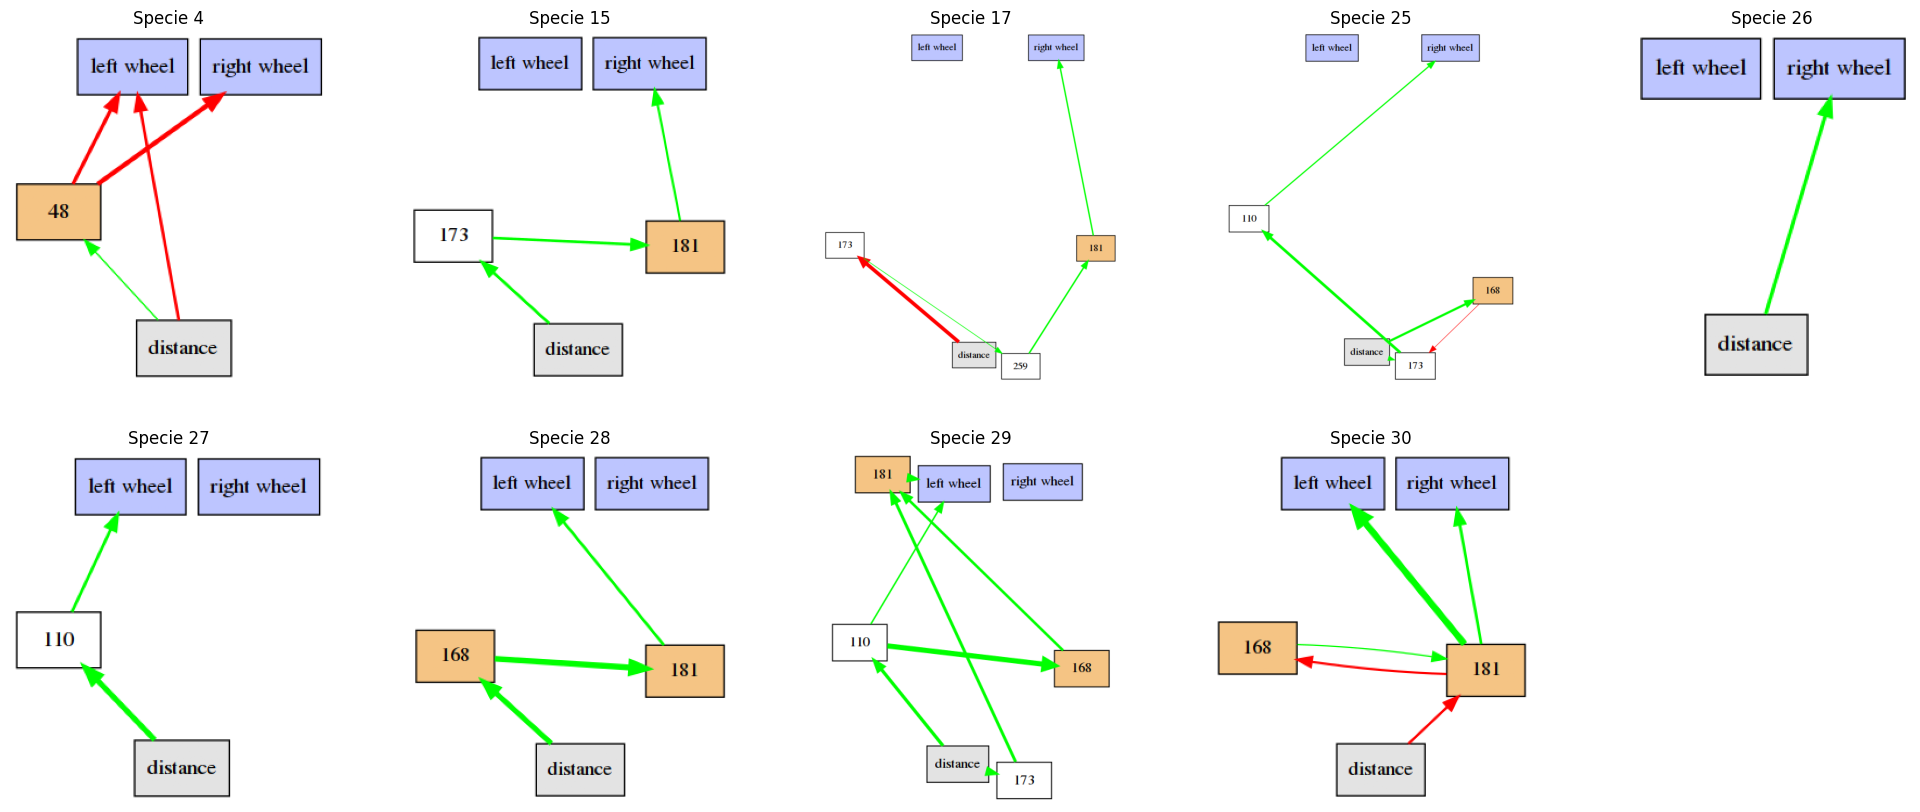 Specie 4
left wheel
right wheel
48
distance
Specie 15
left wheel
right wheel
173
181
distance
Specie 17
left wheel
right wheel
173
181
distance
259
Specie 25
left wheel
right wheel
110
168
distance
173
Specie 26
left wheel
right wheel
distance
Specie 27
left wheel
right wheel
110
distance
Specie 28
left wheel
right wheel
168
181
distance
Specie 29
181
left wheel
right wheel
110
168
distance
173
Specie 30
left wheel
right wheel
168
181
distance